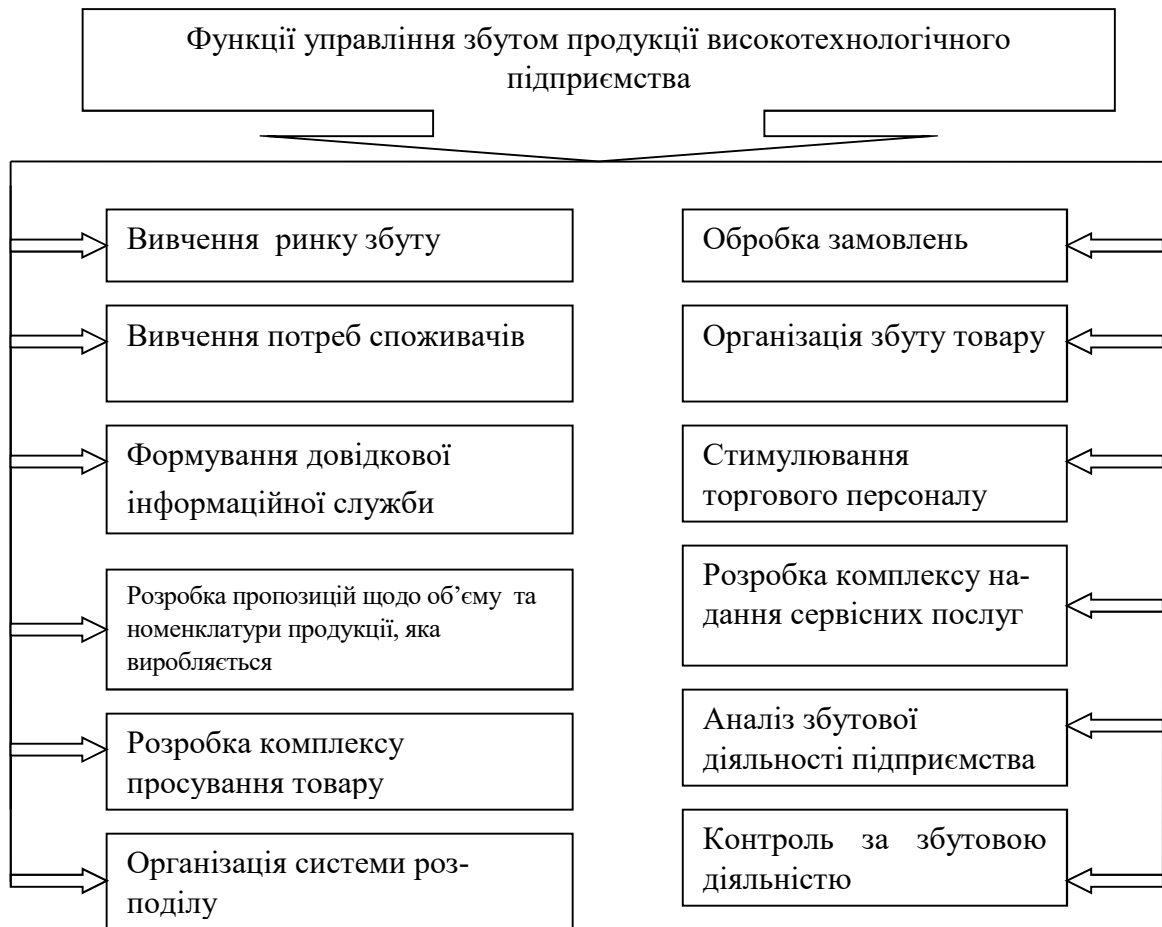 Функції управління збутом продукції високотехнологічного
підприємства
Вивчення ринку збуту
Вивчення потреб споживачів
Формування довідкової
інформаційної служби
Розробка пропозицій щодо об’єму та
номенклатури продукції, яка
виробляється
Розробка комплексу
просування товару
Організація системи роз-
поділу
Обробка замовлень
Організація збуту товару
Стимулювання
торгового персоналу
Розробка комплексу на-
дання сервісних послуг
Аналіз збутової
діяльності підприємства
Контроль за збутовою
діяльністю